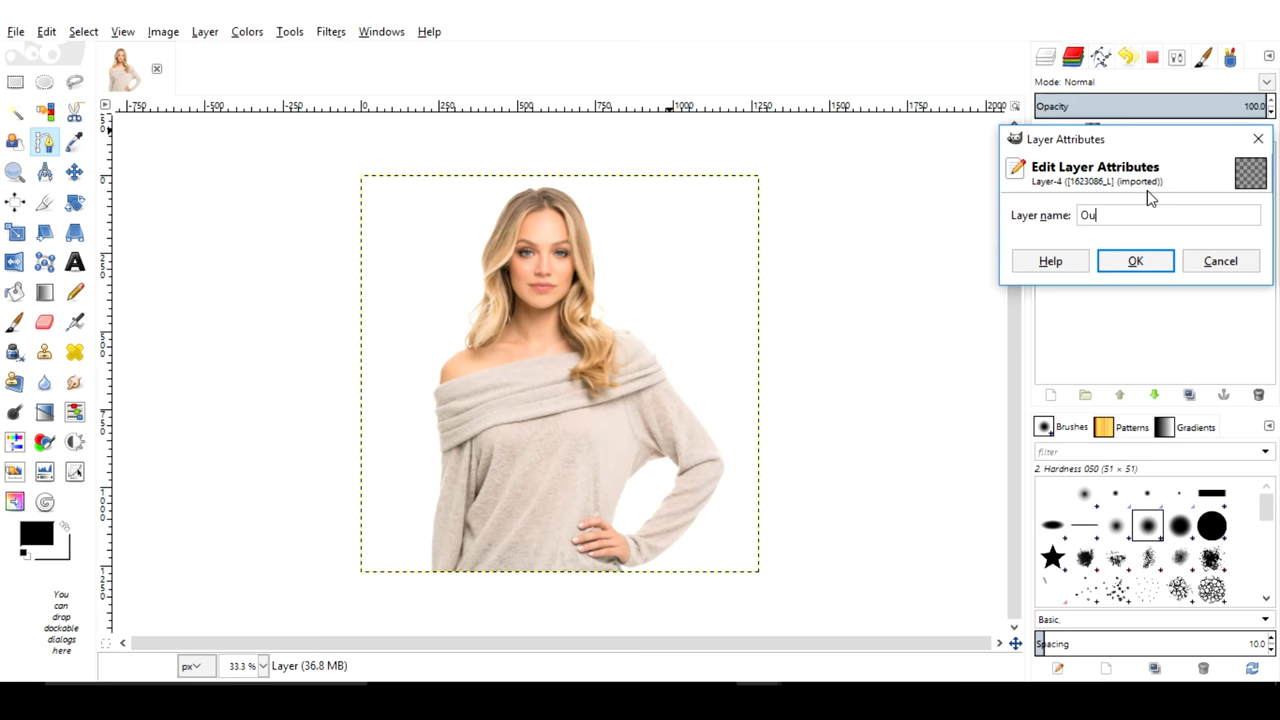 File Edit Select View Image Layer Colors Tools Filters Windows Help
Mode: Normal
Opacity 100.0
-750 -500 -250 0 250 500 750 1000 1250 1500 1750 2000
Layer Attributes
Edit Layer Attributes
Layer-4 ([1623086_L] (imported))
Layer name: Ou
Help OK Cancel
Brushes Patterns Gradients
filter
2. Hardness 050 (51 × 51)
You
can
drop
dockable
dialogs
here
Basic,
Spacing 10.0
px 33.3 % Layer (36.8 MB)